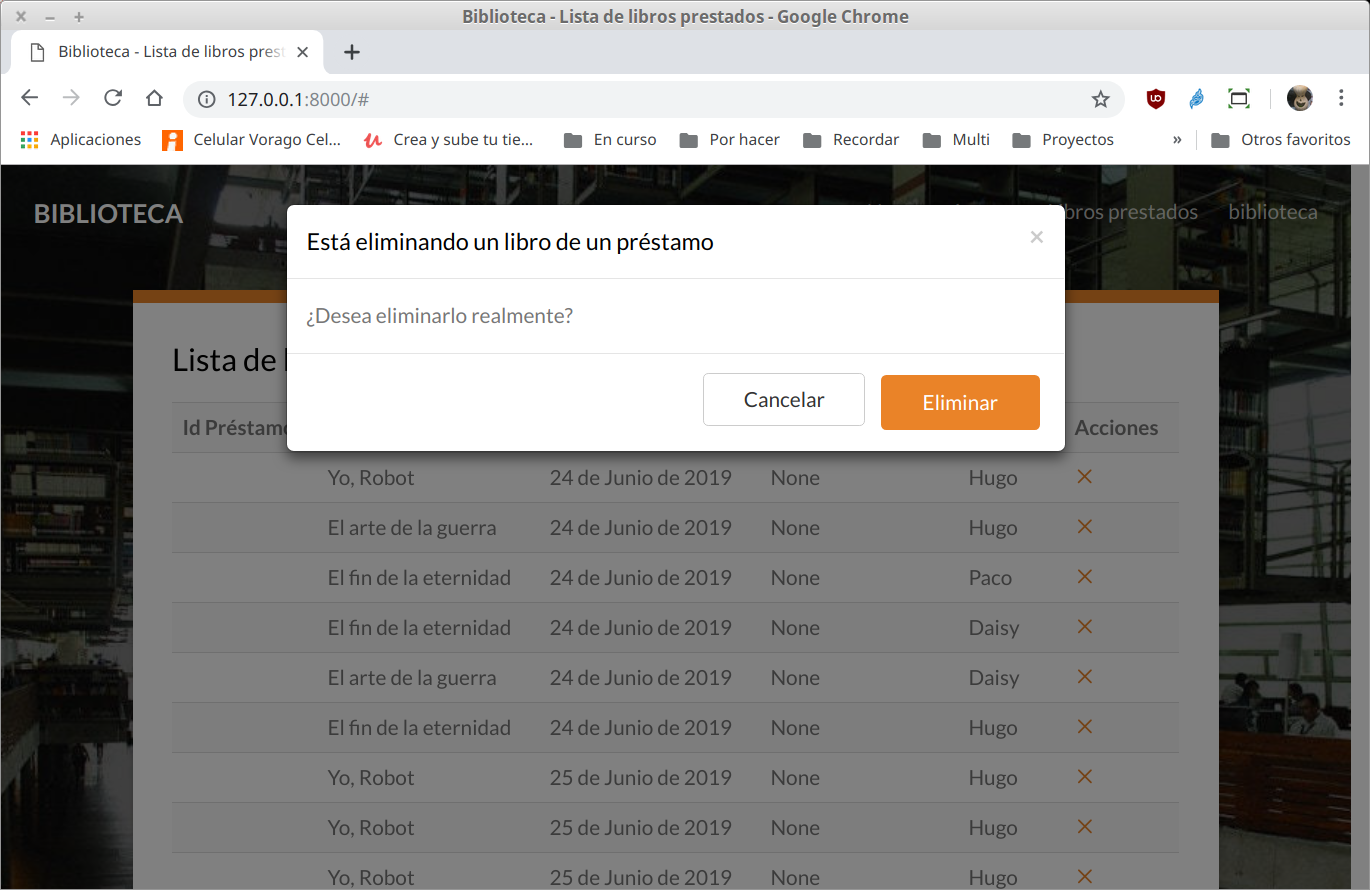 Biblioteca - Lista de libros prestados - Google Chrome
Biblioteca - Lista de libros prest
127.0.0.1:8000/#
Aplicaciones Celular Vorago Cel... Crea y sube tu tie... En curso Por hacer Recordar Multi Proyectos » Otros favoritos
BIBLIOTECA bros prestados biblioteca
Está eliminando un libro de un préstamo ×
¿Desea eliminarlo realmente?
Cancelar Eliminar
Lista de
Id Préstamo Acciones
Yo, Robot 24 de Junio de 2019 None Hugo
El arte de la guerra 24 de Junio de 2019 None Hugo
El fin de la eternidad 24 de Junio de 2019 None Paco
El fin de la eternidad 24 de Junio de 2019 None Daisy
El arte de la guerra 24 de Junio de 2019 None Daisy
El fin de la eternidad 24 de Junio de 2019 None Hugo
Yo, Robot 25 de Junio de 2019 None Hugo
Yo, Robot 25 de Junio de 2019 None Hugo
Yo, Robot 25 de Junio de 2019 None Hugo